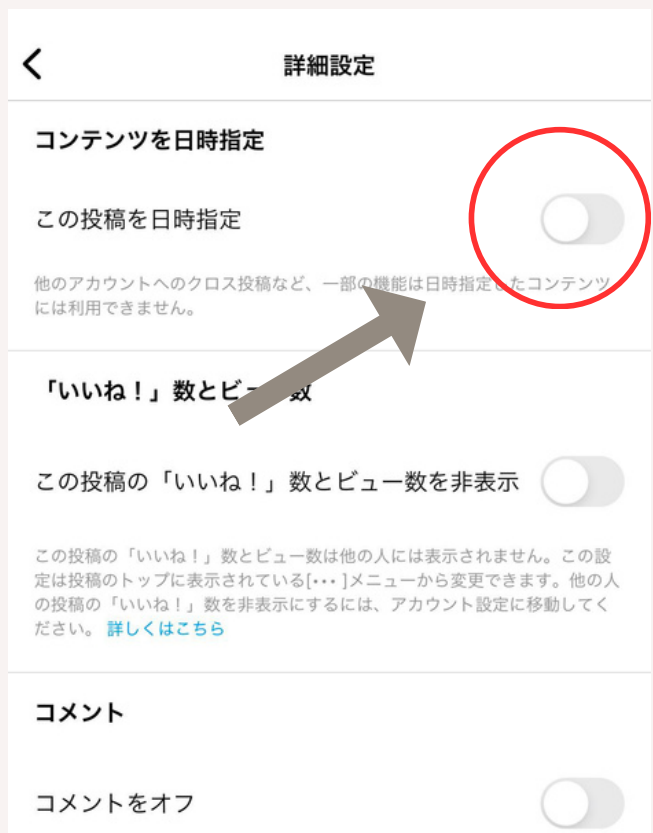 詳細設定
コンテンツを日時指定
この投稿を日時指定
他のアカウントへのクロス投稿など、一部の機能は日時指定したコンテンツ
には利用できません。
「いいね！」数とビュー数
この投稿の「いいね！」数とビュー数を非表示
この投稿の「いいね！」数とビュー数は他の人には表示されません。この設
定は投稿のトップに表示されている[･･･]メニューから変更できます。他の人
の投稿の「いいね！」数を非表示にするには、アカウント設定に移動してく
ださい。 詳しくはこちら
コメント
コメントをオフ